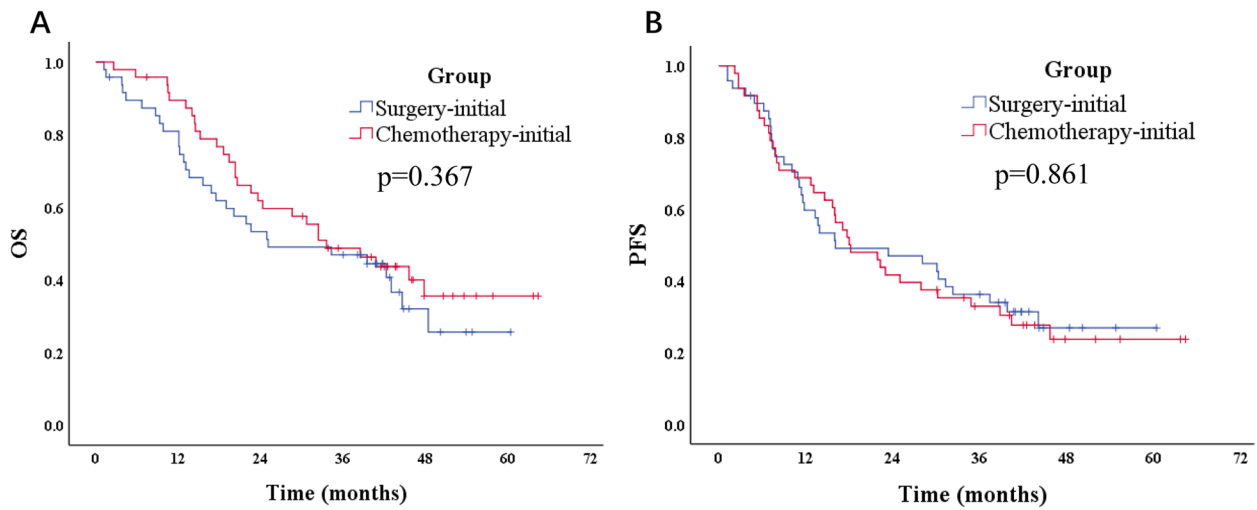 A
Group
Surgery-initial
Chemotherapy-initial
p=0.367
OS
1.0
0.8
0.6
0.4
0.2
0.0
0 12 24 36 48 60 72
Time (months)
B
Group
Surgery-initial
Chemotherapy-initial
p=0.861
PFS
1.0
0.8
0.6
0.4
0.2
0.0
0 12 24 36 48 60 72
Time (months)